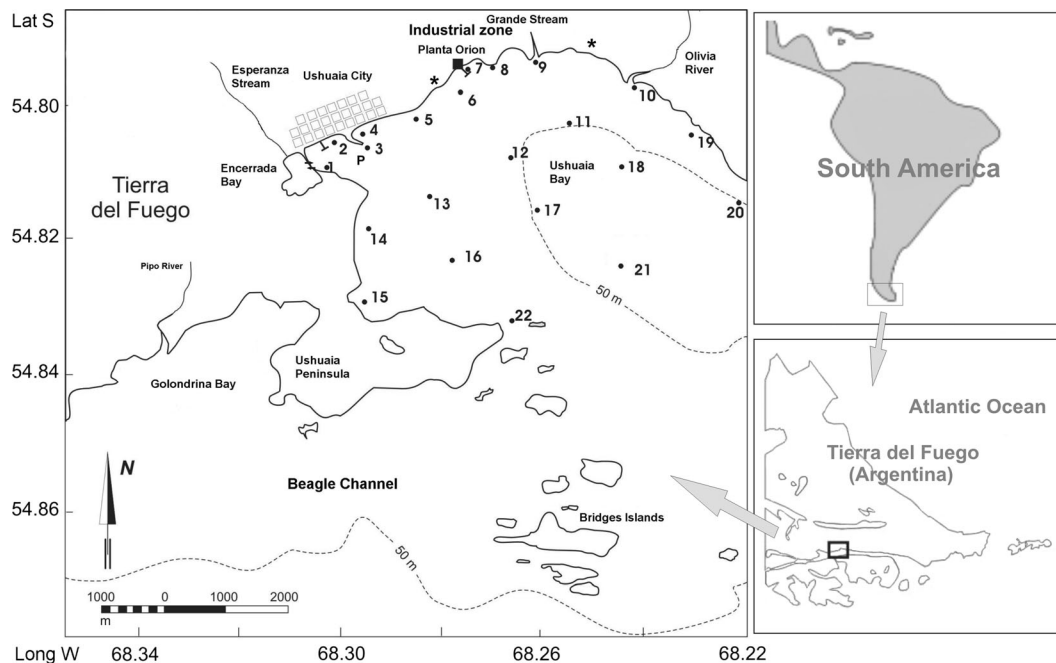 Lat S
54.80
54.82
54.84
54.86
Long W
68.34
68.30
68.26
68.22
Industrial zone
Planta Orion
Grande Stream
*
*
Olivia
River
Esperanza
Stream
Ushuaia City
Encerrada
Bay
Tierra
del Fuego
Pipo River
Golondrina Bay
Ushuaia
Peninsula
Ushuaia
Bay
50 m
Beagle Channel
Bridges Islands
50 m
P
1
2
3
4
5
6
7
8
9
10
11
12
13
14
15
16
17
18
19
20
21
22
N
1000 0 1000 2000
m
South America
Atlantic Ocean
Tierra del Fuego
(Argentina)